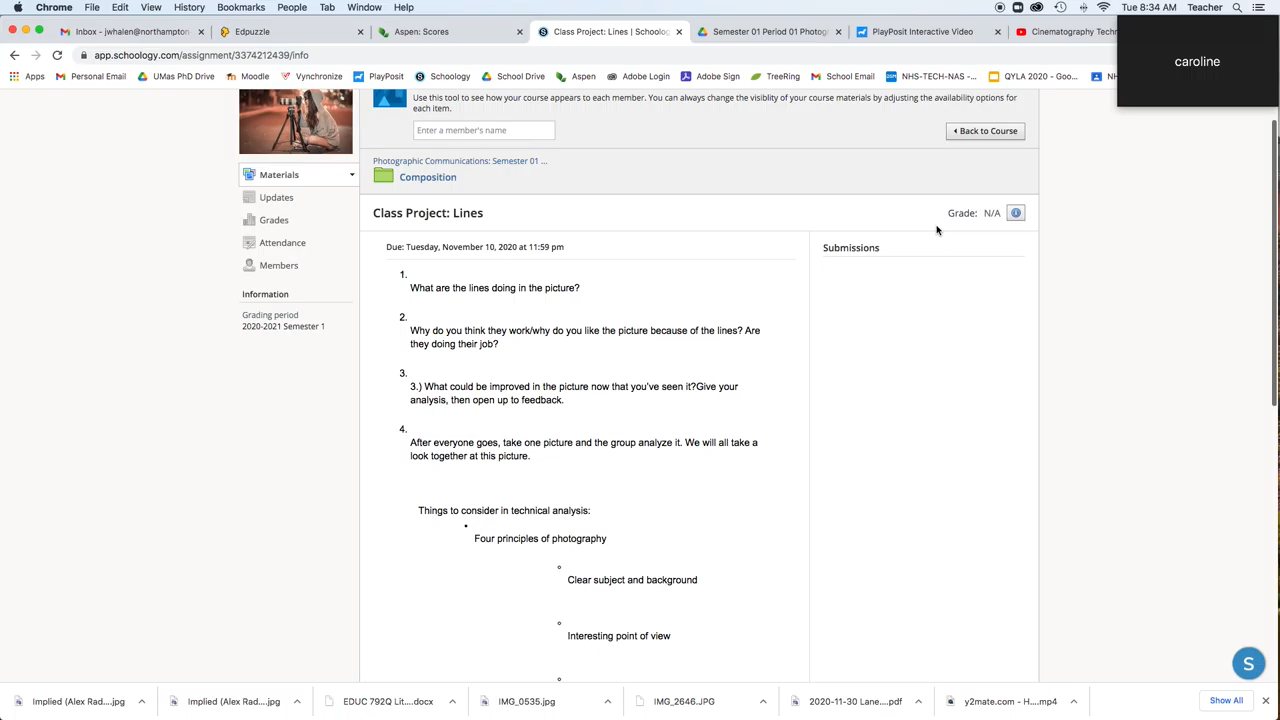 Chrome File Edit View History Bookmarks People Tab Window Help
Tue 8:34 AM Teacher
Inbox - jwhalen@northampton
Edpuzzle
Aspen: Scores
Class Project: Lines | Schoolog
Semester 01 Period 01 Photog
PlayPosit Interactive Video
Cinematography Tech
caroline
app.schoology.com/assignment/3374212439/info
Apps Personal Email UMas PhD Drive Moodle Vynchronize PlayPosit Schoology School Drive Aspen Adobe Login Adobe Sign TreeRing School Email NHS-TECH-NAS -... QYLA 2020 - Goo...
Use this tool to see how your course appears to each member. You can always change the visiblity of your course materials by adjusting the availability options for
each item.
Enter a member's name
Back to Course
Photographic Communications: Semester 01 ...
Composition
Materials
Updates
Grades
Attendance
Members
Information
Grading period
2020-2021 Semester 1
Class Project: Lines
Grade: N/A
Due: Tuesday, November 10, 2020 at 11:59 pm
Submissions
1.
What are the lines doing in the picture?
2.
Why do you think they work/why do you like the picture because of the lines? Are
they doing their job?
3.
3.) What could be improved in the picture now that you've seen it?Give your
analysis, then open up to feedback.
4.
After everyone goes, take one picture and the group analyze it. We will all take a
look together at this picture.
Things to consider in technical analysis:
Four principles of photography
Clear subject and background
Interesting point of view
S
Implied (Alex Rad....jpg
Implied (Alex Rad....jpg
EDUC 792Q Lit....docx
IMG_0535.jpg
IMG_2646.JPG
2020-11-30 Lane....pdf
y2mate.com - H....mp4
Show All